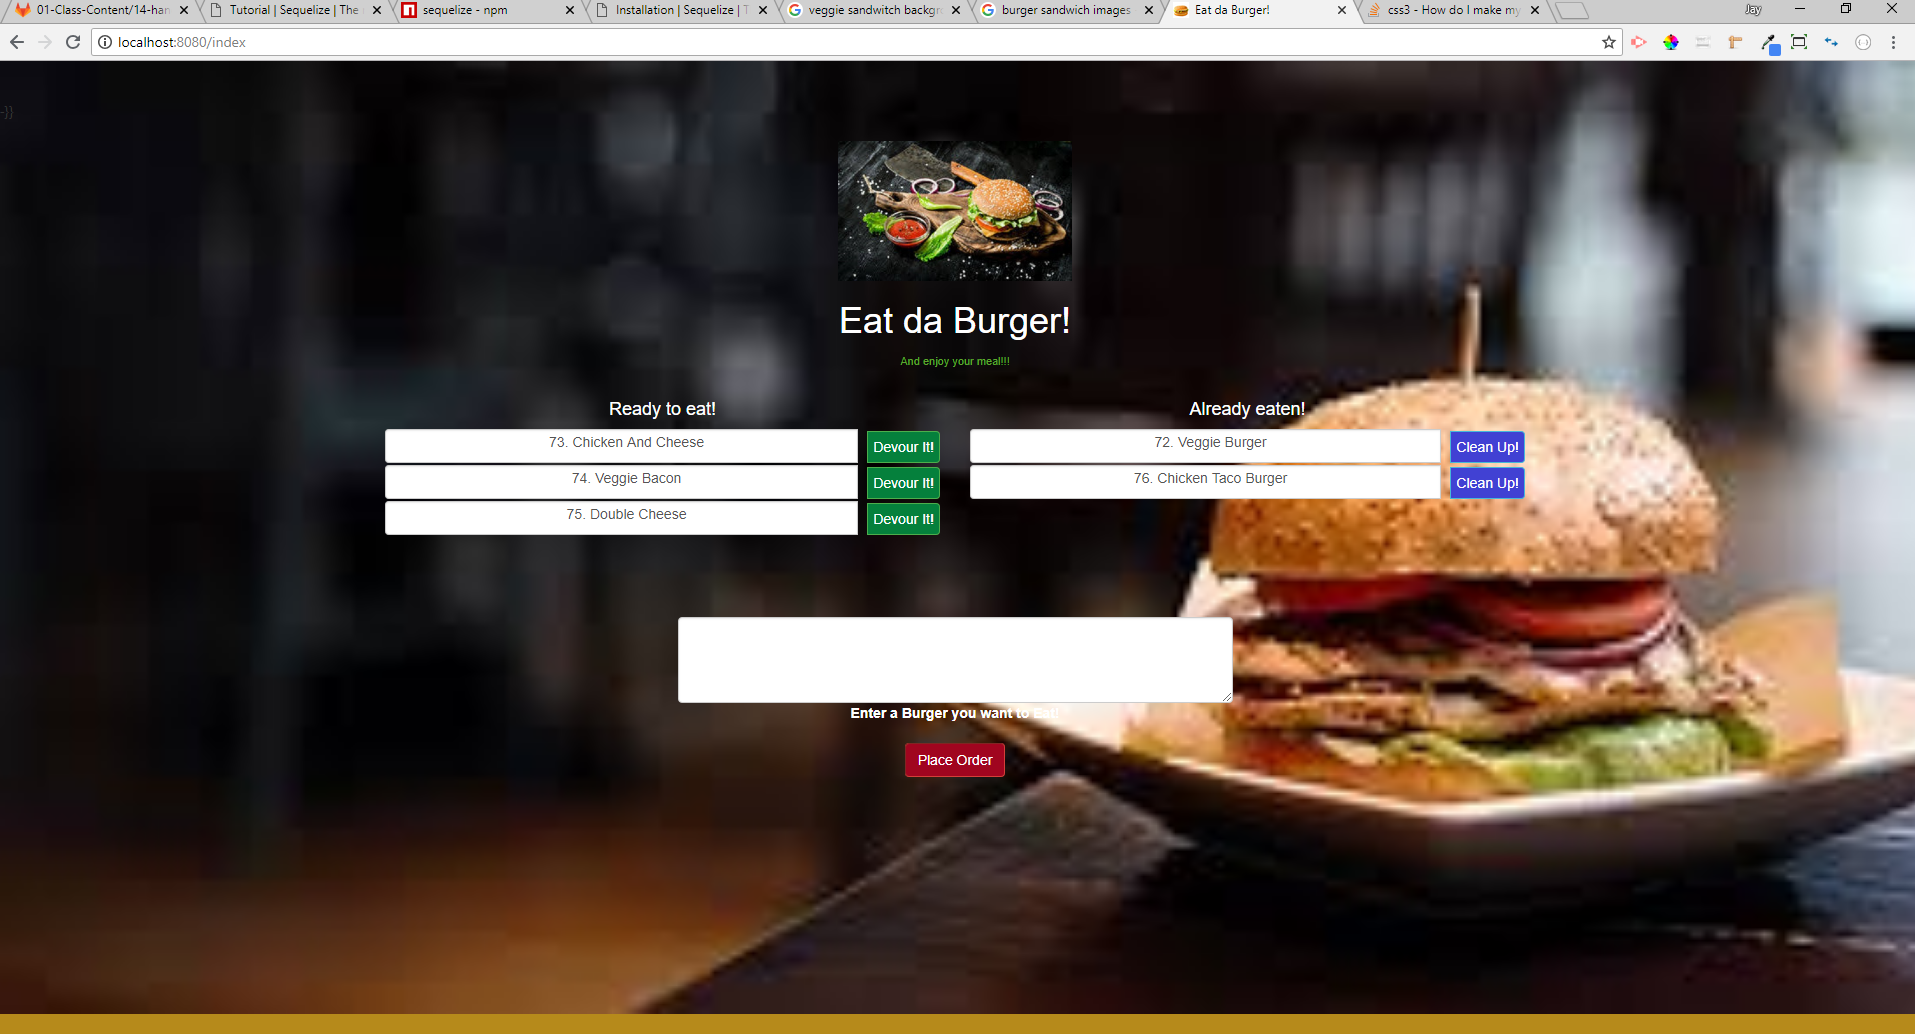 01-Class-Content/14-han
Tutorial | Sequelize | The
sequelize - npm
Installation | Sequelize | T
veggie sandwitch backgr
burger sandwich images
Eat da Burger!
css3 - How do I make my
Jay
localhost:8080/index
-}}
Eat da Burger!
And enjoy your meal!!!
Ready to eat!
73. Chicken And Cheese
Devour It!
74. Veggie Bacon
Devour It!
75. Double Cheese
Devour It!
Already eaten!
72. Veggie Burger
Clean Up!
76. Chicken Taco Burger
Clean Up!
Enter a Burger you want to Eat!
Place Order